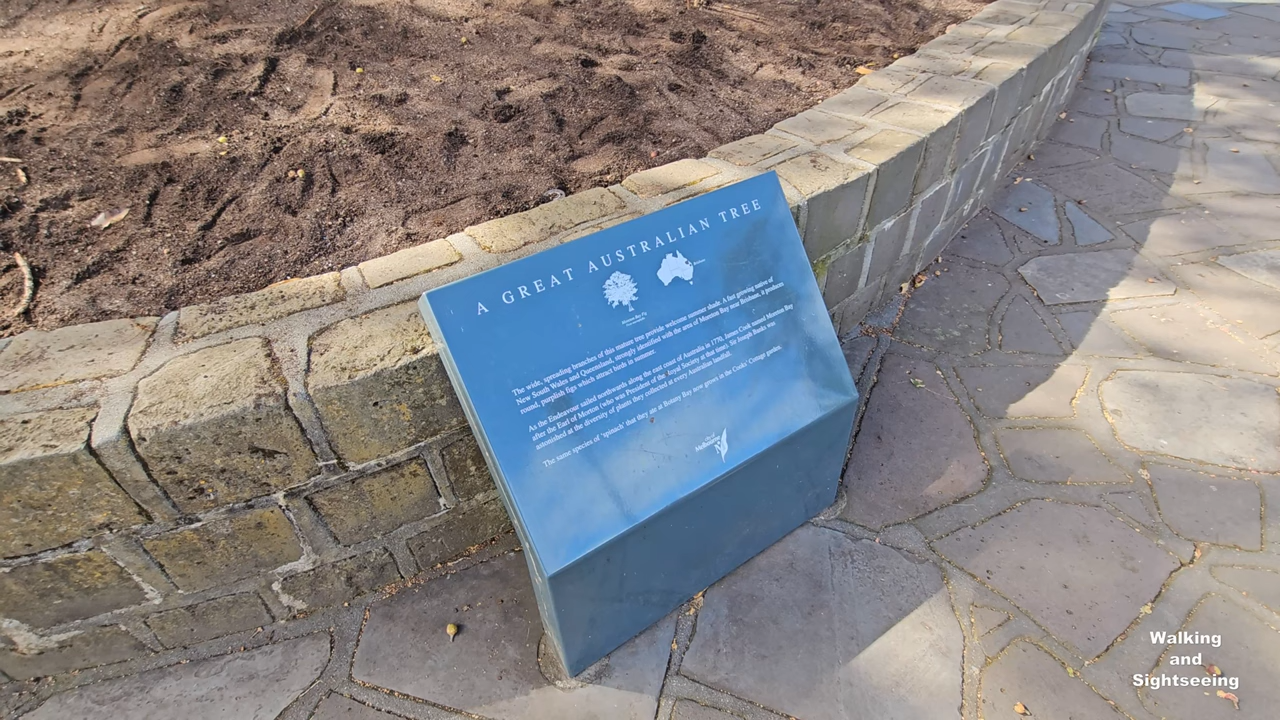 A GREAT AUSTRALIAN TREE
Moreton Bay Fig
The wide, spreading branches of this mature tree provide welcome summer shade. A fast growing native of
New South Wales and Queensland, strongly identified with the area of Moreton Bay near Brisbane, it produces
round, purplish figs which attract birds in summer.
As the Endeavour sailed northwards along the east coast of Australia in 1770, James Cook named Moreton Bay
after the Earl of Morton (who was President of the Royal Society at that time). Sir Joseph Banks was
astonished at the diversity of plants they collected at every Australian landfall.
The same species of 'spinach' that they ate at Botany Bay now grows in the Cooks' Cottage garden.
City of
Melbourne
Walking
and
Sightseeing